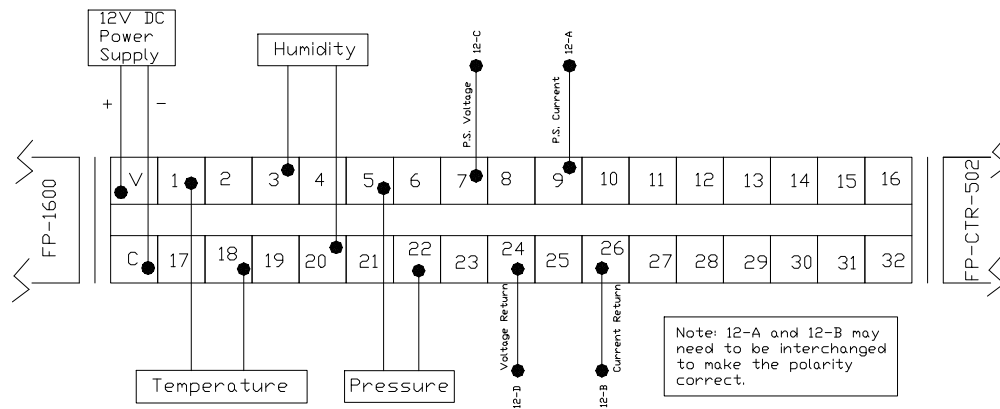 12V DC
Power
Supply
+
-
Humidity
12-C
P.S. Voltage
12-A
P.S. Current
FP-1600
V 1 2 3 4 5 6 7 8 9 10 11 12 13 14 15 16
C 17 18 19 20 21 22 23 24 25 26 27 28 29 30 31 32
FP-CTR-502
Temperature
Pressure
Voltage Return
12-D
Current Return
12-B
Note: 12-A and 12-B may
need to be interchanged
to make the polarity
correct.